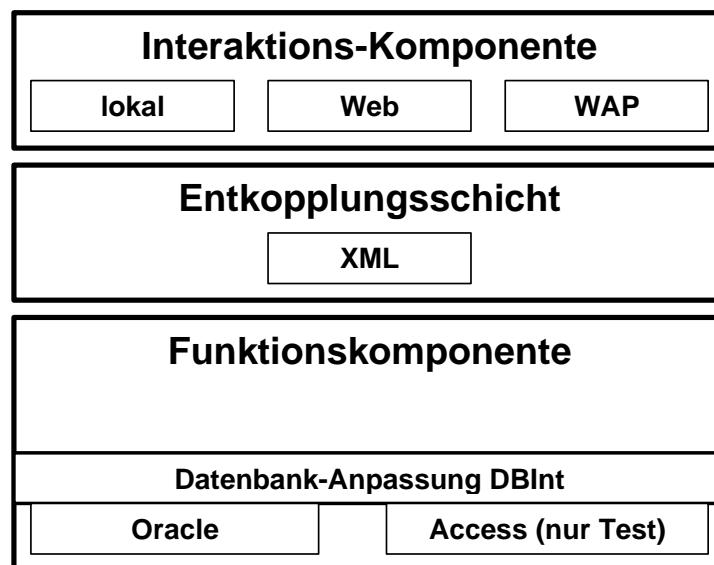 Interaktions-Komponente
lokal Web WAP
Entkopplungsschicht
XML
Funktionskomponente
Datenbank-Anpassung DBInt
Oracle Access (nur Test)